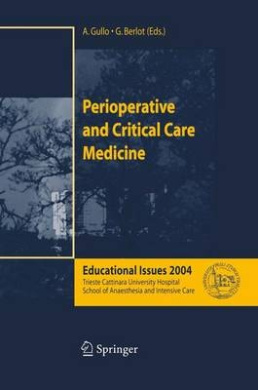 A. Gullo • G. Berlot (Eds.)
Perioperative
and Critical Care
Medicine
Educational Issues 2004
Trieste Cattinara University Hospital
School of Anaesthesia and Intensive Care
Springer